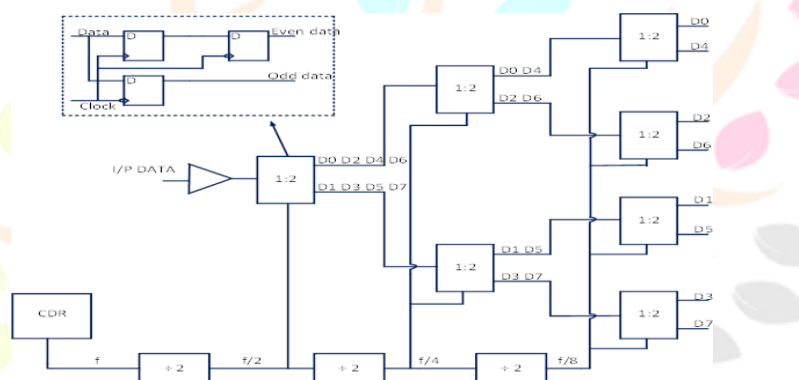 Data
D
D
Even data
D
Odd data
Clock
I/P DATA
1:2
D0 D2 D4 D6
D1 D3 D5 D7
1:2
D0 D4
D2 D6
1:2
D1 D5
D3 D7
1:2
D0
D4
1:2
D2
D6
1:2
D1
D5
1:2
D3
D7
CDR
f
÷ 2
f/2
÷ 2
f/4
÷ 2
f/8